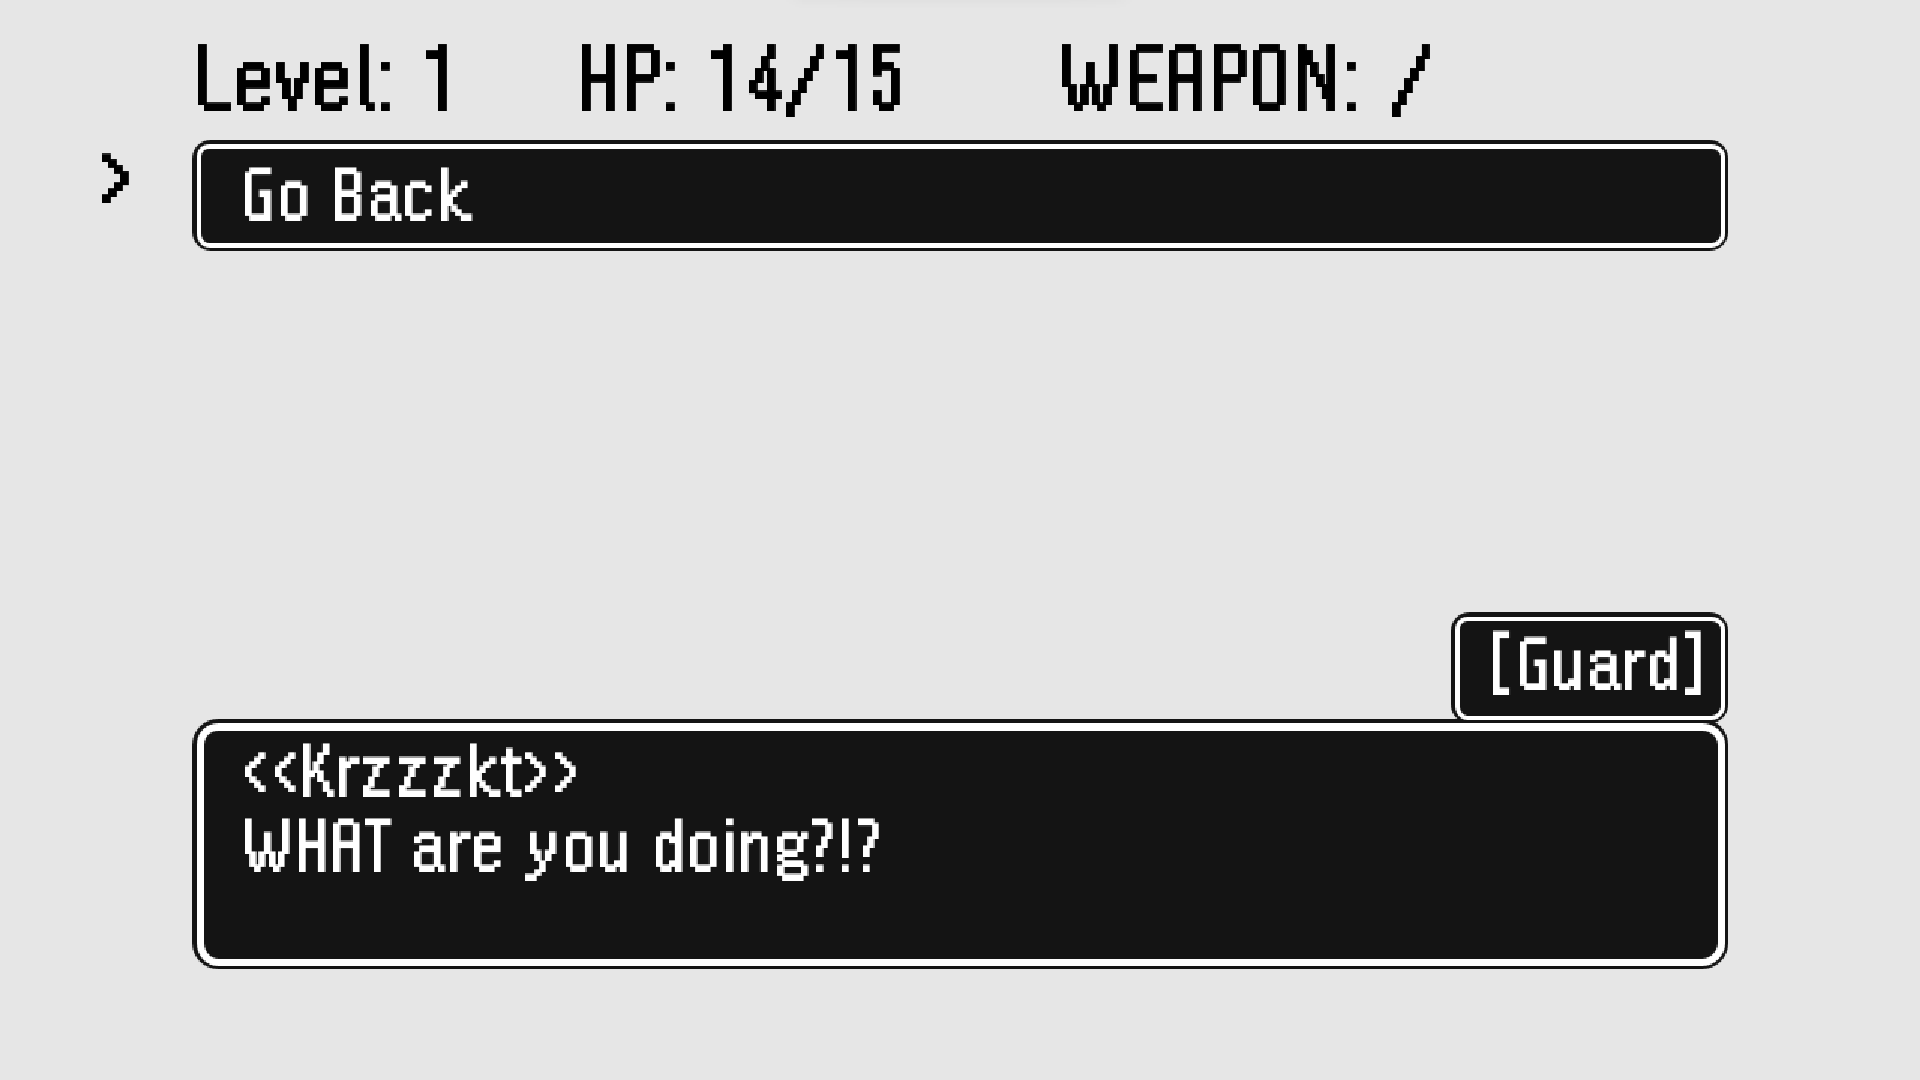 Level: 1 HP: 14/15 WEAPON: /
> Go Back
[Guard]
<<Krzzzkt>>
WHAT are you doing?!?